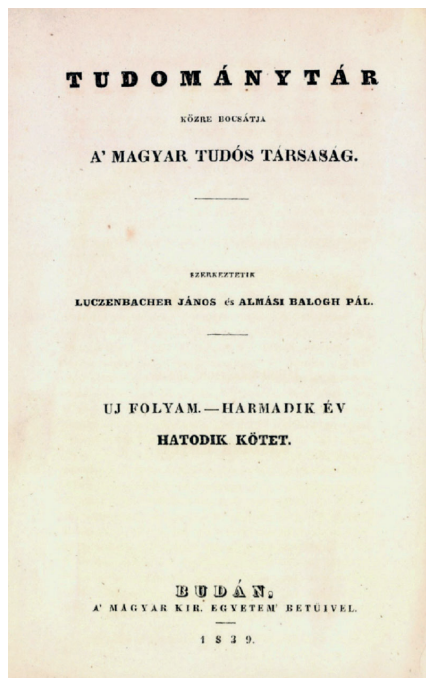 TUDOMÁNYTÁR
KÖZRE BOCSÁTJA
A' MAGYAR TUDÓS TÁRSASÁG.
SZERKEZTETIK
LUCZENBACHER JÁNOS és ALMÁSI BALOGH PÁL.
UJ FOLYAM.—HARMADIK ÉV
HATODIK KÖTET.
BUDÁN,
A' MAGYAR KIR. EGYETEM' BETŰIVEL.
1839.